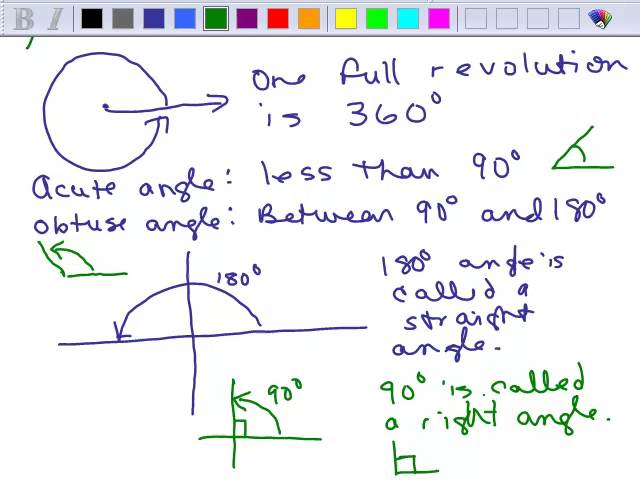 B I
One full revolution
is 360°
Acute angle: less than 90°
obtuse angle: Between 90° and 180°
180°
180° angle is
called a
straight
angle.
90°
90° is called
a right angle.